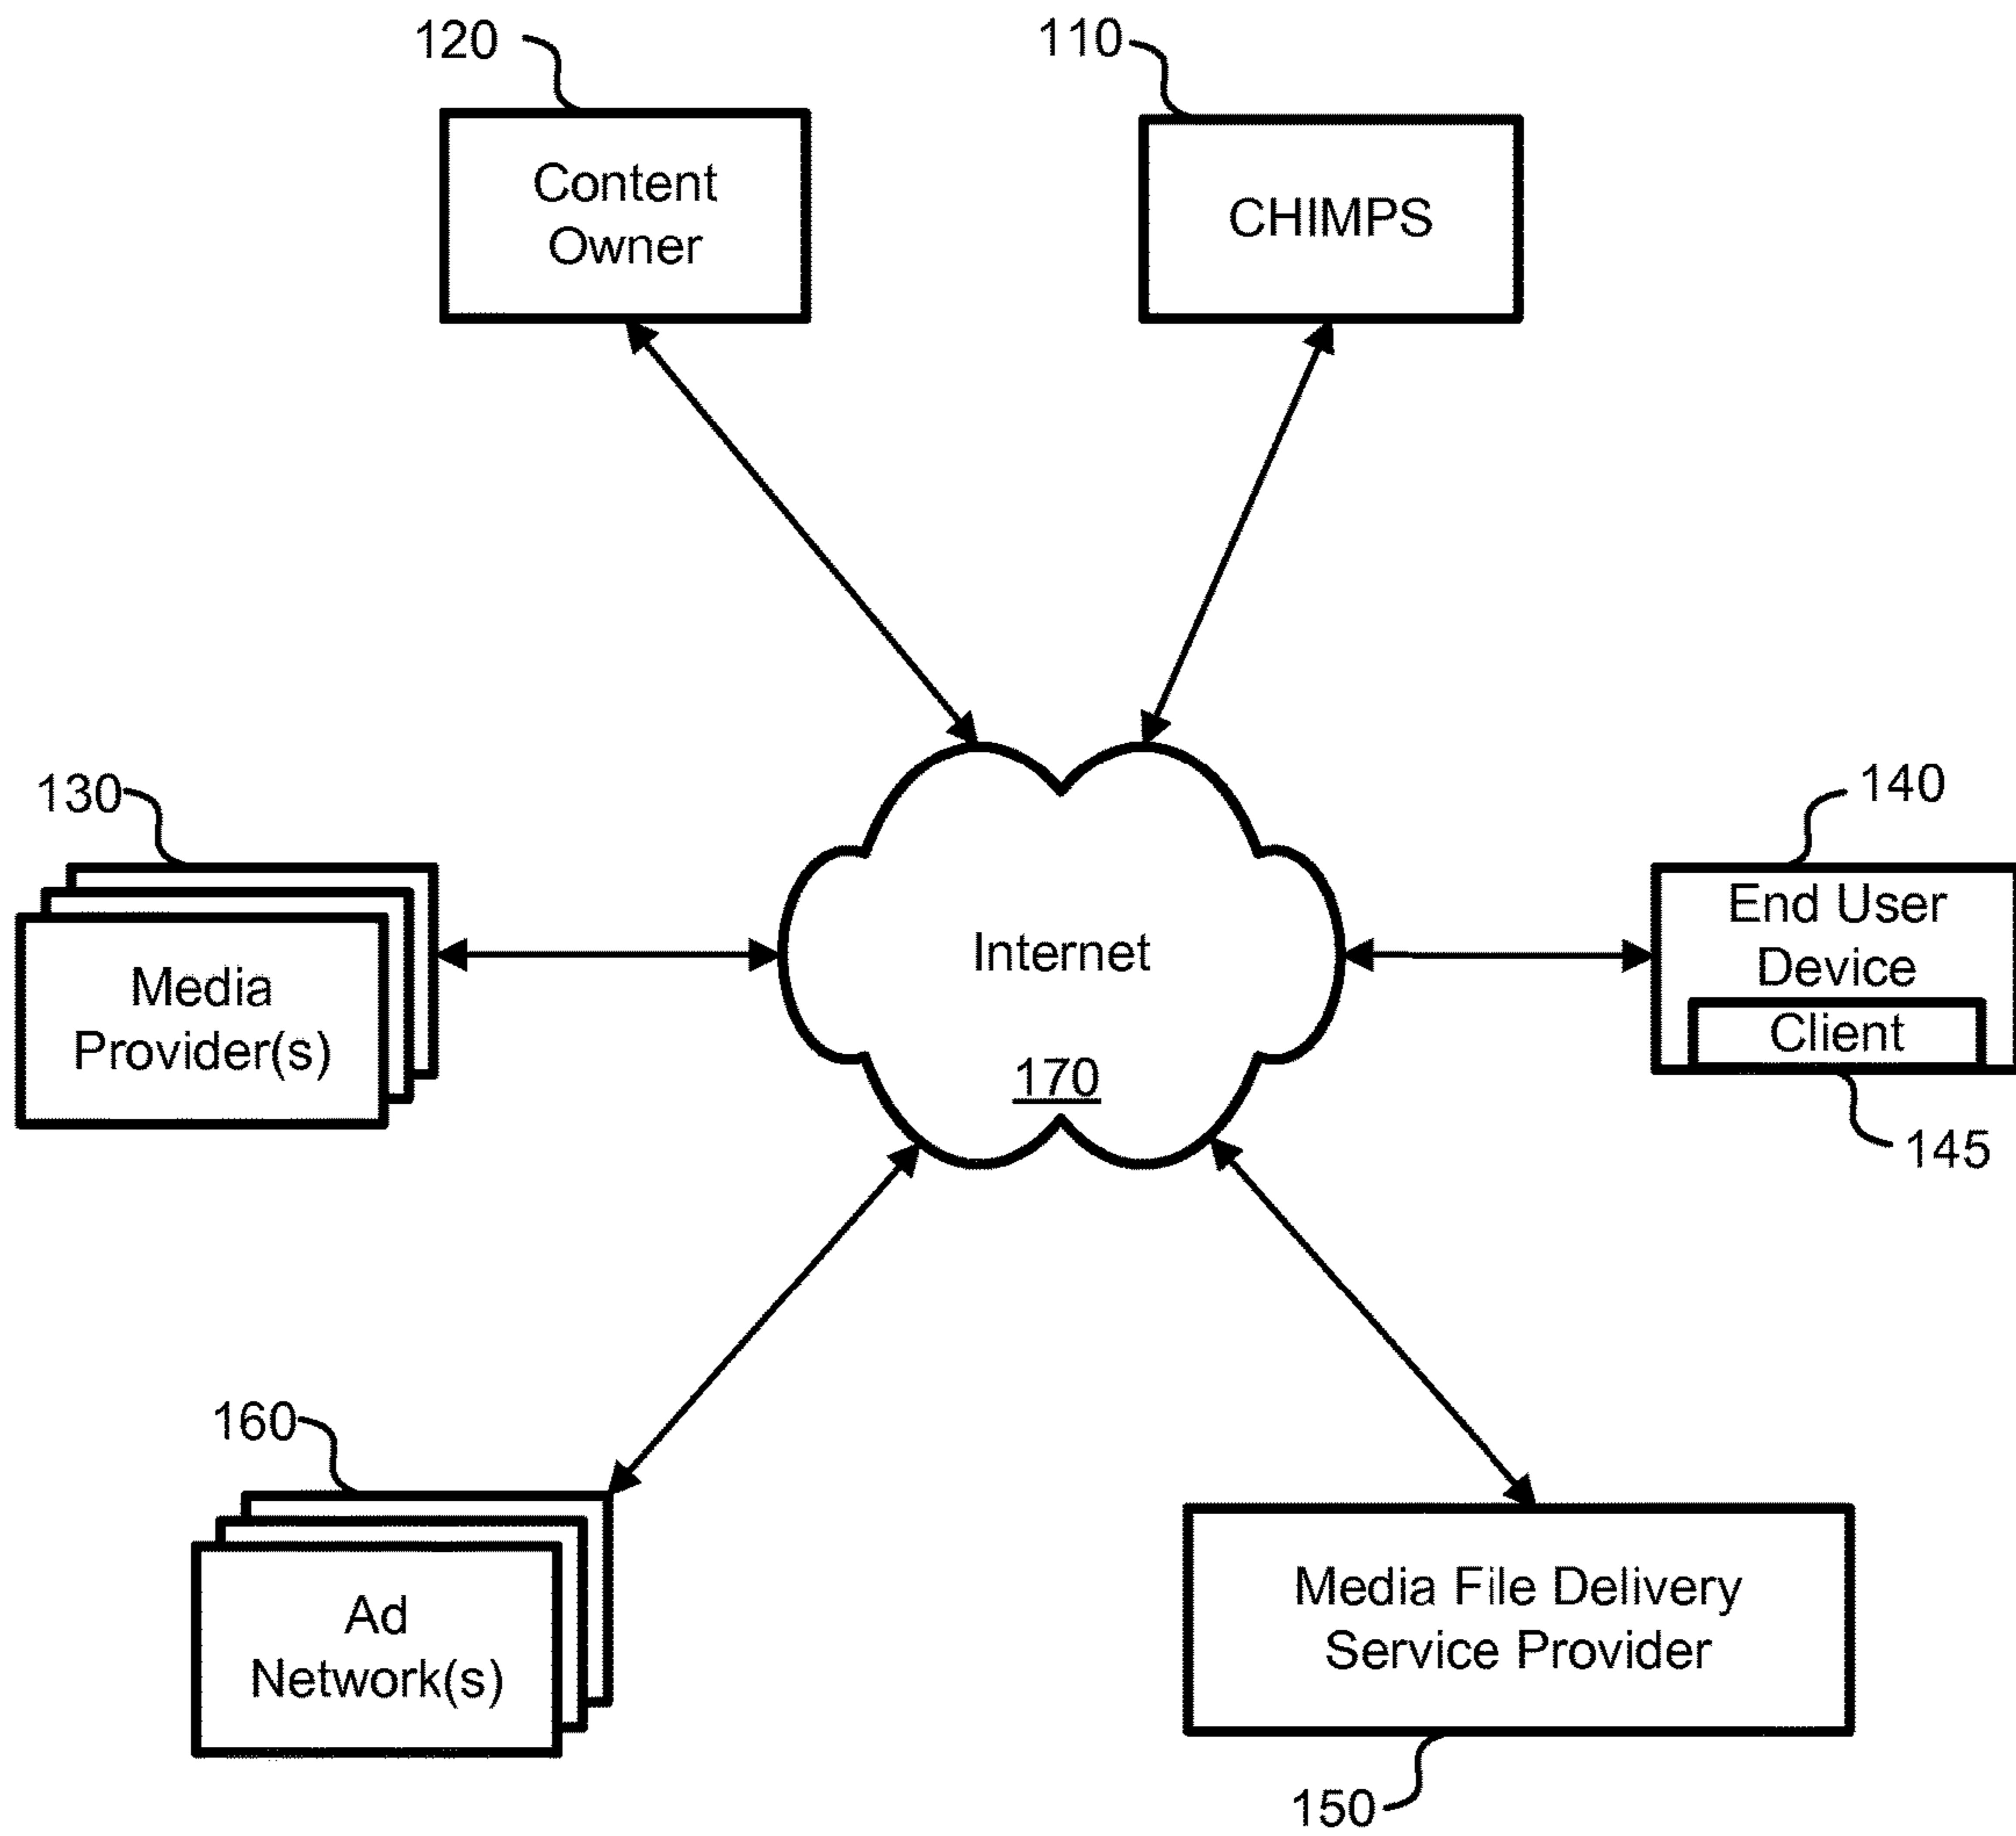 120
110
Content
Owner
CHIMPS
130
140
Media
Provider(s)
Internet
170
End User
Device
Client
145
160
Ad
Network(s)
Media File Delivery
Service Provider
150